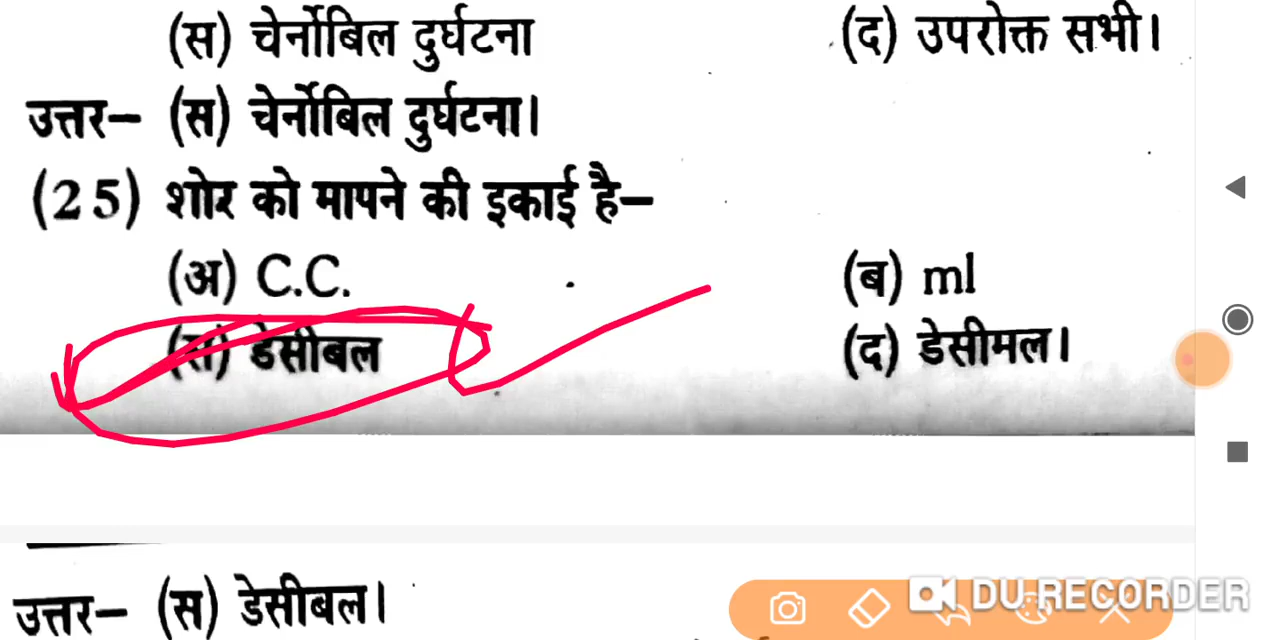 (स) चेर्नोबिल दुर्घटना (द) उपरोक्त सभी।
उत्तर– (स) चेर्नोबिल दुर्घटना।
(25) शोर को मापने की इकाई है–
(अ) C.C. (ब) ml
(स) डेसीबल (द) डेसीमल।
उत्तर– (स) डेसीबल।
DU RECORDER